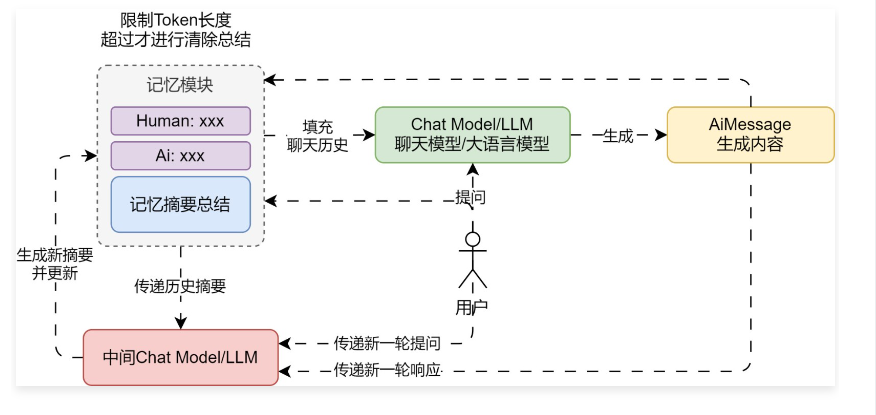 限制Token长度
超过才进行清除总结
记忆模块
Human: xxx
Ai: xxx
记忆摘要总结
填充
聊天历史
Chat Model/LLM
聊天模型/大语言模型
生成
AiMessage
生成内容
提问
用户
生成新摘要
并更新
传递历史摘要
中间Chat Model/LLM
传递新一轮提问
传递新一轮响应